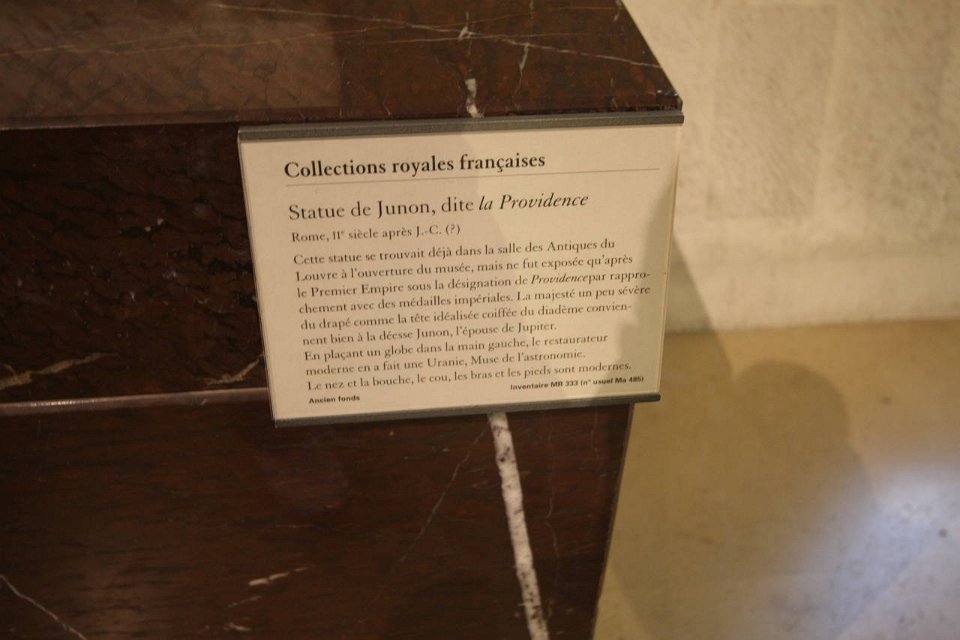 Collections royales françaises
Statue de Junon, dite la Providence
Rome, IIe siècle après J.-C. (?)
Cette statue se trouvait déjà dans la salle des Antiques du
Louvre à l'ouverture du musée, mais ne fut exposée qu'après
le Premier Empire sous la désignation de Providence par rappro-
chement avec des médailles impériales. La majesté un peu sévère
du drapé comme la tête idéalisée coiffée du diadème convien-
nent bien à la déesse Junon, l'épouse de Jupiter.
En plaçant un globe dans la main gauche, le restaurateur
moderne en a fait une Uranie, Muse de l'astronomie.
Le nez et la bouche, le cou, les bras et les pieds sont modernes.
Ancien fonds
Inventaire MR 333 (n° usuel Ma 485)